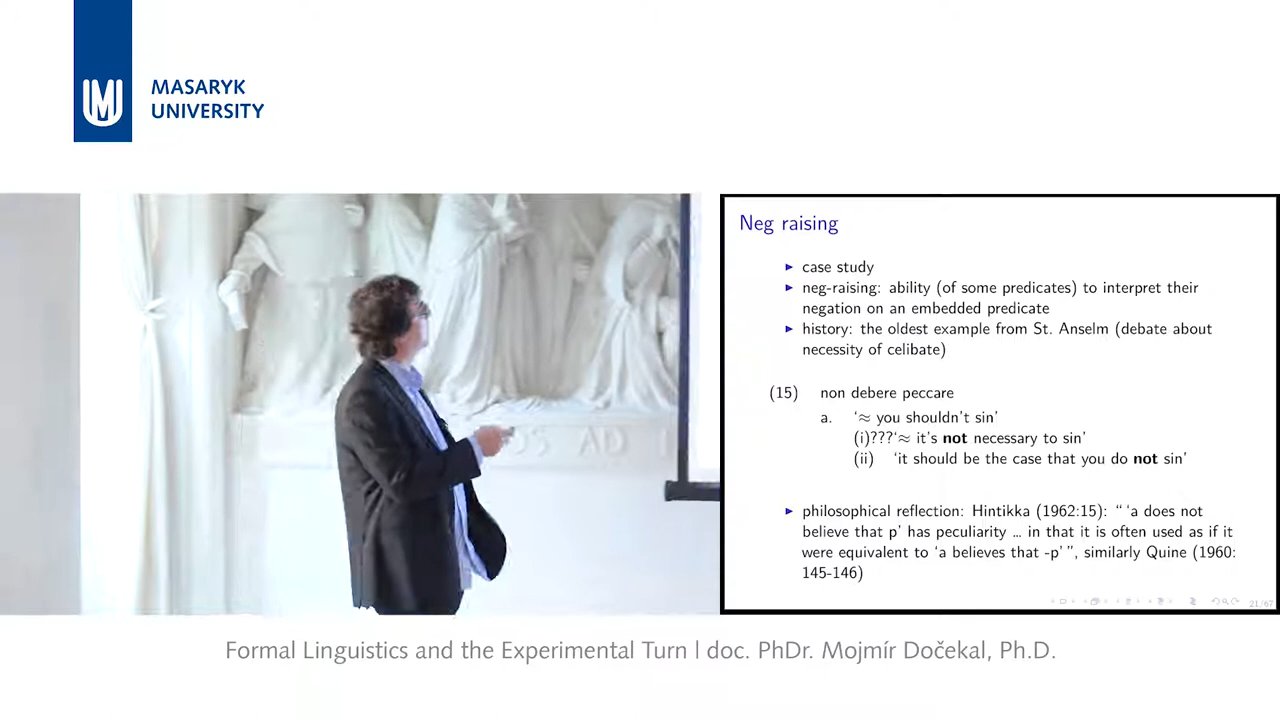 MASARYK
UNIVERSITY
Neg raising
▶ case study
▶ neg-raising: ability (of some predicates) to interpret their
negation on an embedded predicate
▶ history: the oldest example from St. Anselm (debate about
necessity of celibate)
(15) non debere peccare
a. ‘≈ you shouldn't sin’
(i)???‘≈ it's not necessary to sin’
(ii) ‘it should be the case that you do not sin’
▶ philosophical reflection: Hintikka (1962:15): “ ‘a does not
believe that p’ has peculiarity … in that it is often used as if it
were equivalent to ‘a believes that -p’ ”, similarly Quine (1960:
145-146)
21/67
OS AD
Formal Linguistics and the Experimental Turn | doc. PhDr. Mojmír Dočekal, Ph.D.